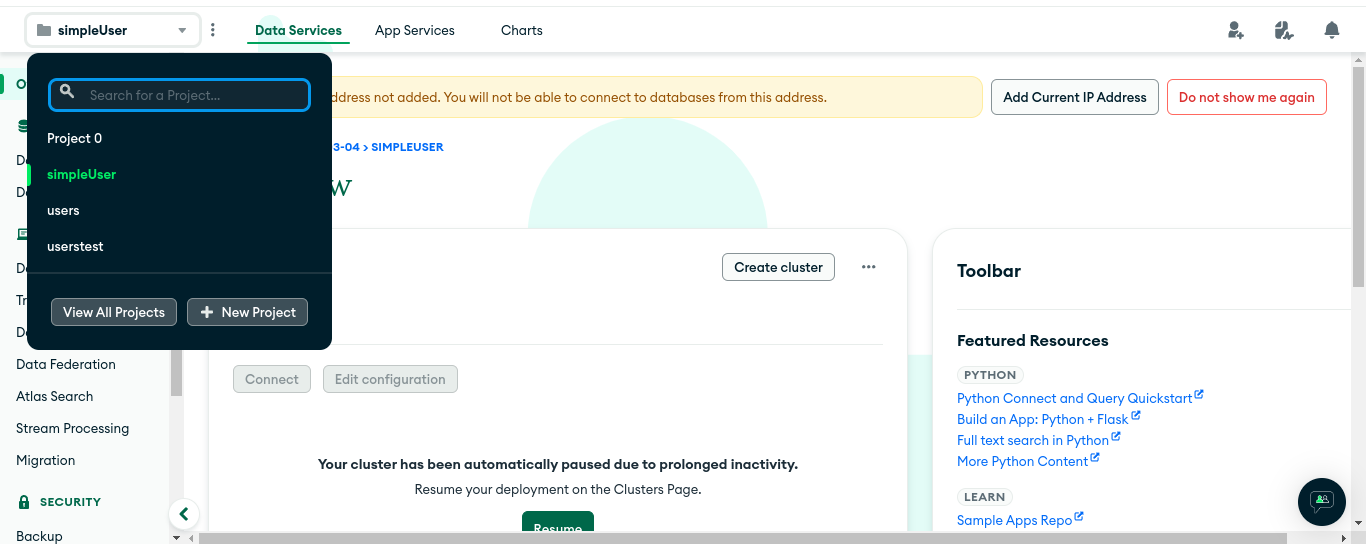 simpleUser
Data Services
App Services
Charts
Search for a Project...
Project 0
simpleUser
users
userstest
View All Projects
New Project
ddress not added. You will not be able to connect to databases from this address.
Add Current IP Address
Do not show me again
3-04 > SIMPLEUSER
w
Create cluster
Connect
Edit configuration
Your cluster has been automatically paused due to prolonged inactivity.
Resume your deployment on the Clusters Page.
Resume
Data Federation
Atlas Search
Stream Processing
Migration
SECURITY
Backup
Toolbar
Featured Resources
PYTHON
Python Connect and Query Quickstart
Build an App: Python + Flask
Full text search in Python
More Python Content
LEARN
Sample Apps Repo